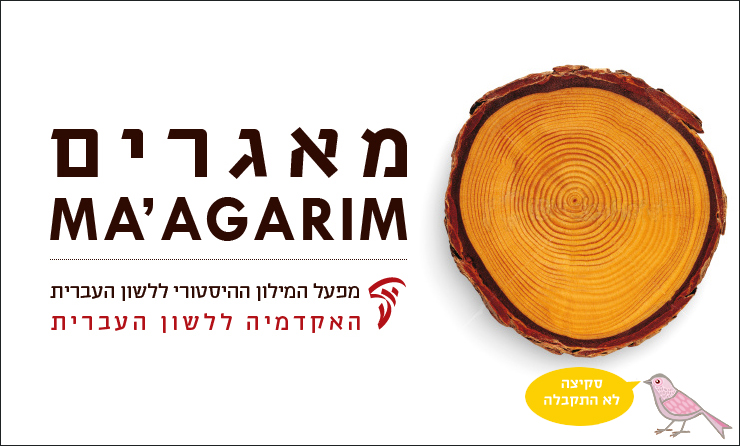 מאגרים
MA'AGARIM
מפעל המילון ההיסטורי ללשון העברית
האקדמיה ללשון העברית
סקיצה
לא התקבלה